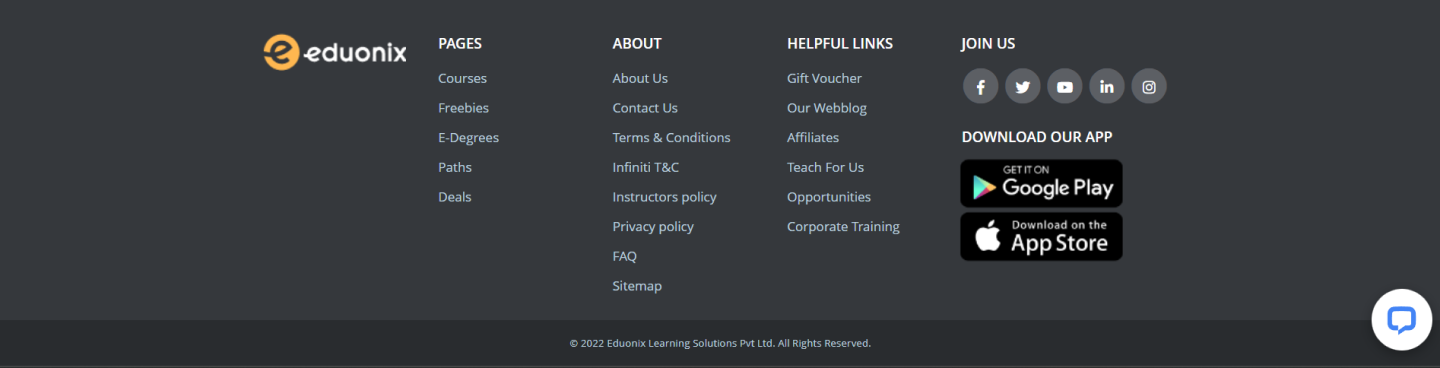 eduonix
PAGES
Courses
Freebies
E-Degrees
Paths
Deals
ABOUT
About Us
Contact Us
Terms & Conditions
Infiniti T&C
Instructors policy
Privacy policy
FAQ
Sitemap
HELPFUL LINKS
Gift Voucher
Our Webblog
Affiliates
Teach For Us
Opportunities
Corporate Training
JOIN US
DOWNLOAD OUR APP
GET IT ON
Google Play
Download on the
App Store
© 2022 Eduonix Learning Solutions Pvt Ltd. All Rights Reserved.